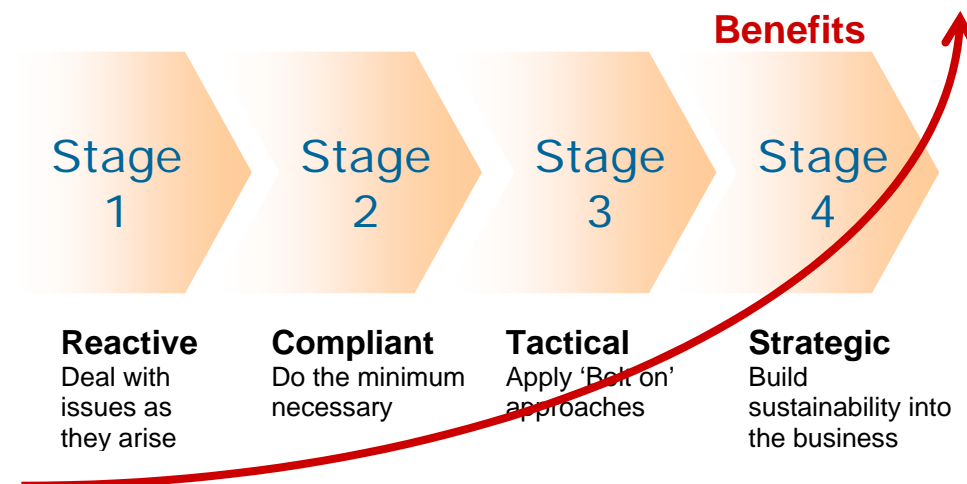 Benefits
Stage
1
Stage
2
Stage
3
Stage
4
Reactive
Deal with
issues as
they arise
Compliant
Do the minimum
necessary
Tactical
Apply ‘Bolt on’
approaches
Strategic
Build
sustainability into
the business